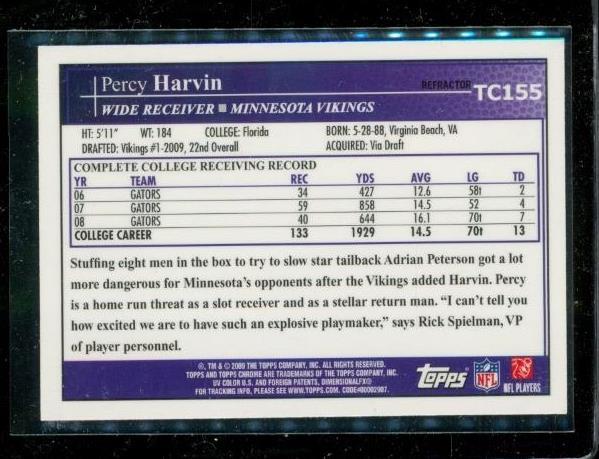 Percy Harvin
REFRACTOR
TC155
WIDE RECEIVER ■ MINNESOTA VIKINGS
HT: 5'11" WT: 184 COLLEGE: Florida BORN: 5-28-88, Virginia Beach, VA
DRAFTED: Vikings #1-2009, 22nd Overall ACQUIRED: Via Draft
COMPLETE COLLEGE RECEIVING RECORD
YR TEAM REC YDS AVG LG TD
06 GATORS 34 427 12.6 58t 2
07 GATORS 59 858 14.5 52 4
08 GATORS 40 644 16.1 70t 7
COLLEGE CAREER 133 1929 14.5 70t 13
Stuffing eight men in the box to try to slow star tailback Adrian Peterson got a lot
more dangerous for Minnesota's opponents after the Vikings added Harvin. Percy
is a home run threat as a slot receiver and as a stellar return man. "I can't tell you
how excited we are to have such an explosive playmaker," says Rick Spielman, VP
of player personnel.
®, TM & © 2009 THE TOPPS COMPANY, INC. ALL RIGHTS RESERVED.
TOPPS AND TOPPS CHROME ARE TRADEMARKS OF THE TOPPS COMPANY, INC.
UV COLOR U.S. AND FOREIGN PATENTS, DIMENSIONALFX®
FOR TRACKING INFO, PLEASE SEE WWW.TOPPS.COM. CODE#00002907.
Topps
NFL
NFL PLAYERS